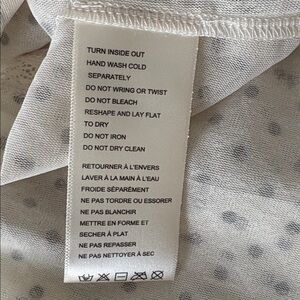 TURN INSIDE OUT
HAND WASH COLD
SEPARATELY
DO NOT WRING OR TWIST
DO NOT BLEACH
RESHAPE AND LAY FLAT
TO DRY
DO NOT IRON
DO NOT DRY CLEAN
RETOURNER À L'ENVERS
LAVER À LA MAIN À L'EAU
FROIDE SÉPARÉMENT
NE PAS TORDRE OU ESSORER
NE PAS BLANCHIR
METTRE EN FORME ET
SÉCHER À PLAT
NE PAS REPASSER
NE PAS NETTOYER À SEC